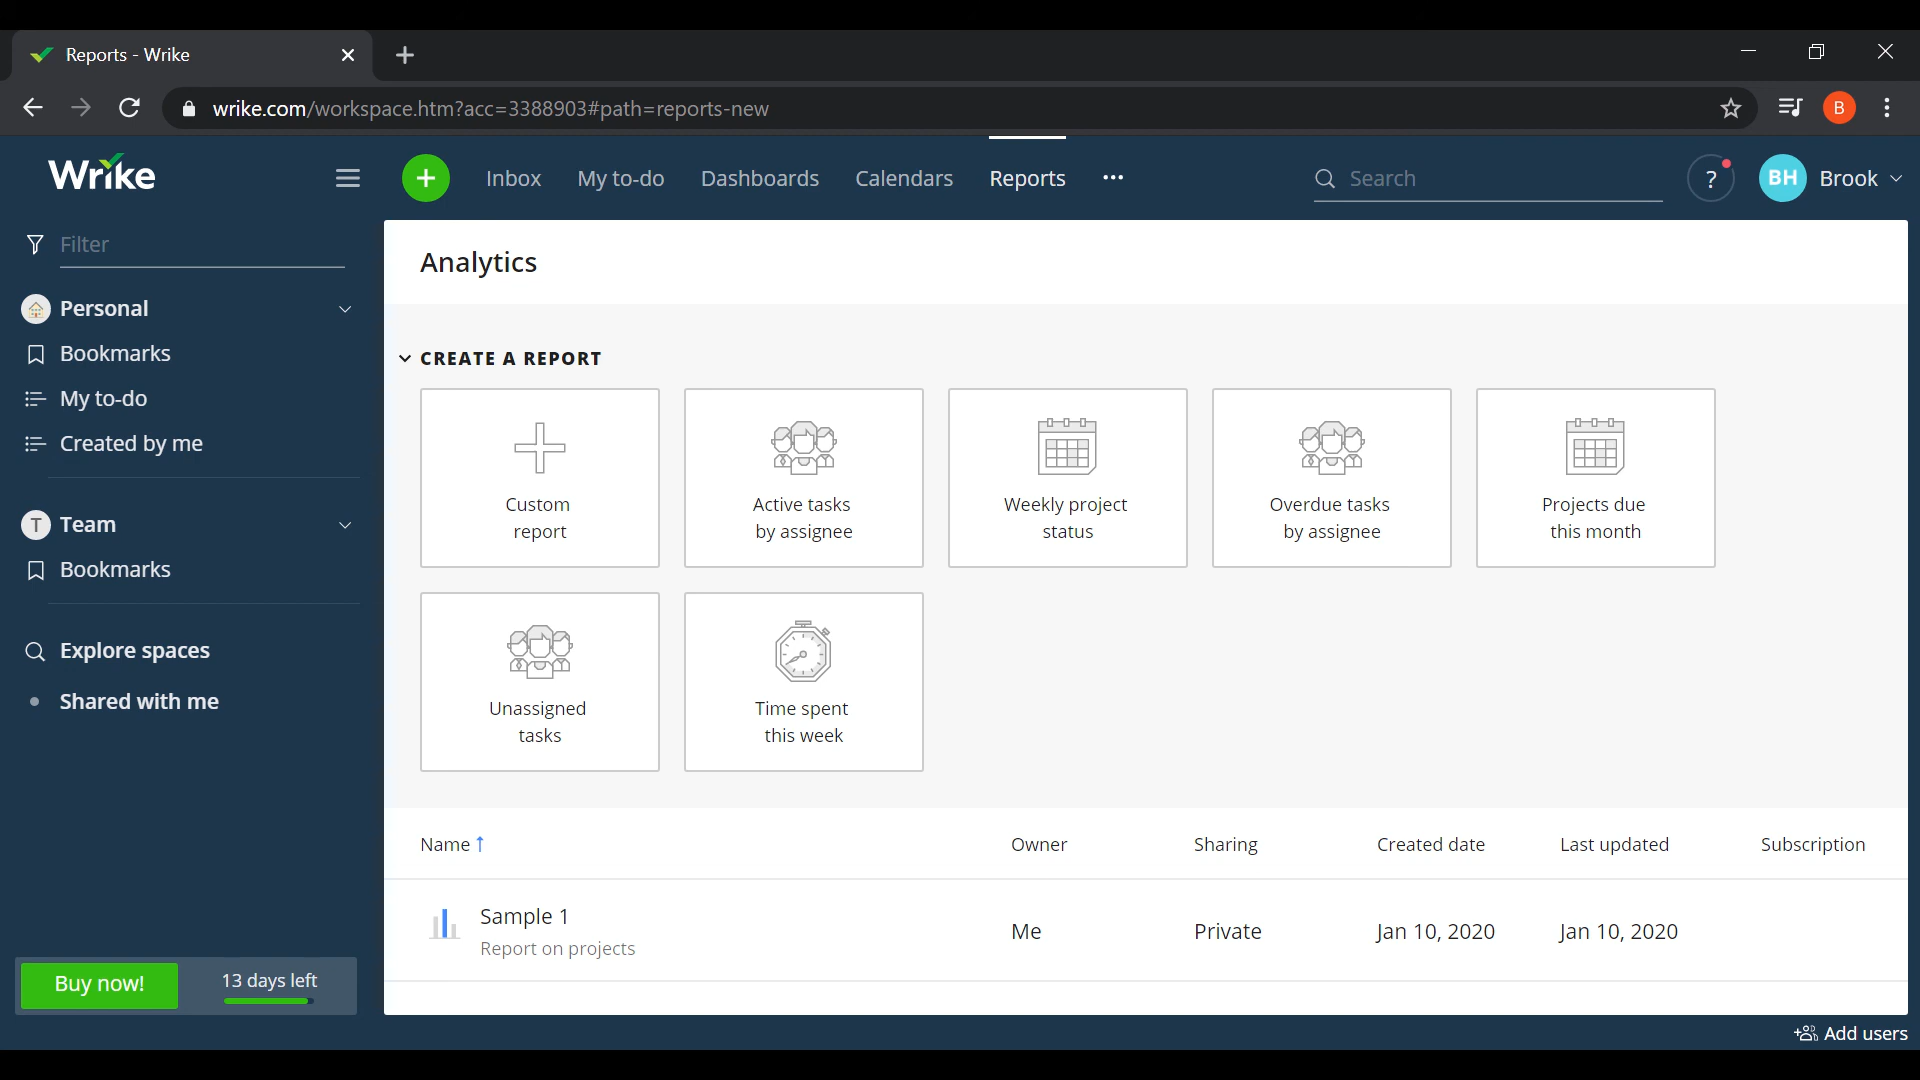 Reports - Wrike
wrike.com/workspace.htm?acc=3388903#path=reports-new
B
Wrike
Inbox
My to-do
Dashboards
Calendars
Reports
Search
?
BH
Brook
Filter
Personal
Bookmarks
My to-do
Created by me
T
Team
Bookmarks
Explore spaces
Shared with me
Buy now!
13 days left
Analytics
CREATE A REPORT
Custom
report
Active tasks
by assignee
Weekly project
status
Overdue tasks
by assignee
Projects due
this month
Unassigned
tasks
Time spent
this week
Name
Owner
Sharing
Created date
Last updated
Subscription
Sample 1
Report on projects
Me
Private
Jan 10, 2020
Jan 10, 2020
Add users